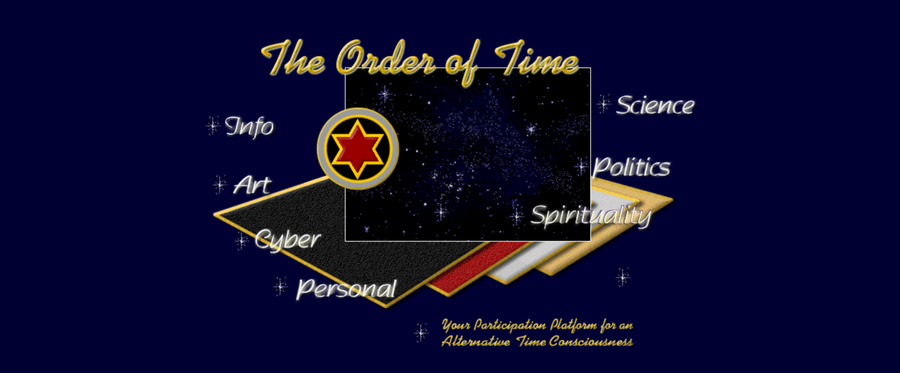 The Order of Time
Science
Info
Politics
Art
Spirituality
Cyber
Personal
Your Participation Platform for an
Alternative Time Consciousness